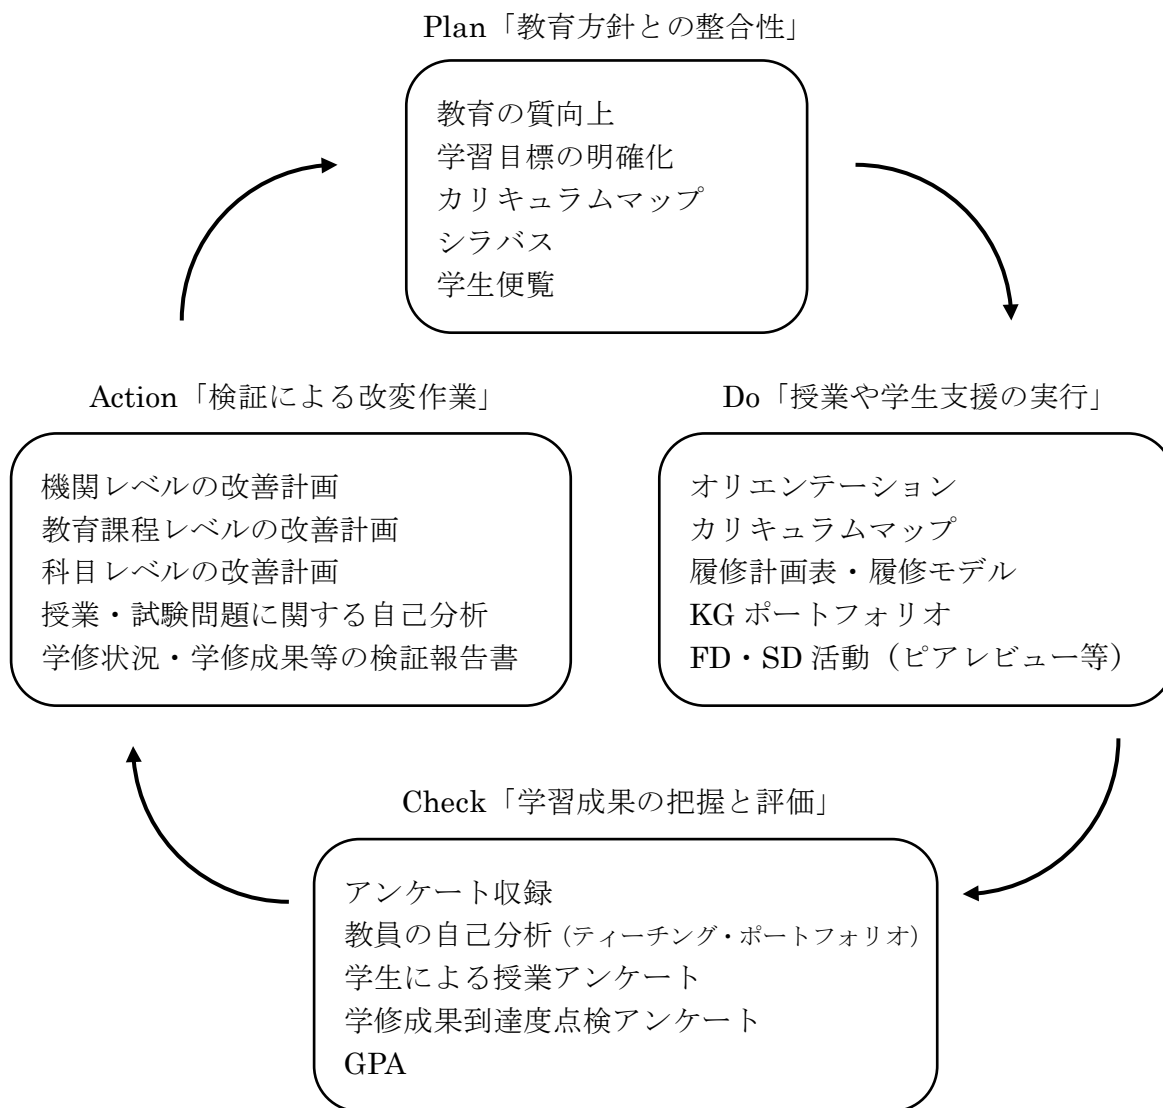 Plan「教育方針との整合性」
教育の質向上
学習目標の明確化
カリキュラムマップ
シラバス
学生便覧
Action「検証による改変作業」
機関レベルの改善計画
教育課程レベルの改善計画
科目レベルの改善計画
授業・試験問題に関する自己分析
学修状況・学修成果等の検証報告書
Do「授業や学生支援の実行」
オリエンテーション
カリキュラムマップ
履修計画表・履修モデル
KG ポートフォリオ
FD・SD 活動（ピアレビュー等）
Check「学習成果の把握と評価」
アンケート収録
教員の自己分析（ティーチング・ポートフォリオ）
学生による授業アンケート
学修成果到達度点検アンケート
GPA